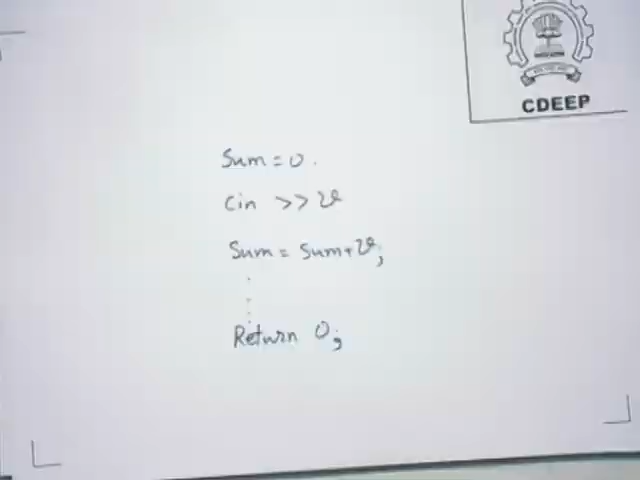 CDEEP
Sum = 0.
Cin >> v
Sum = Sum + v;
Return 0;